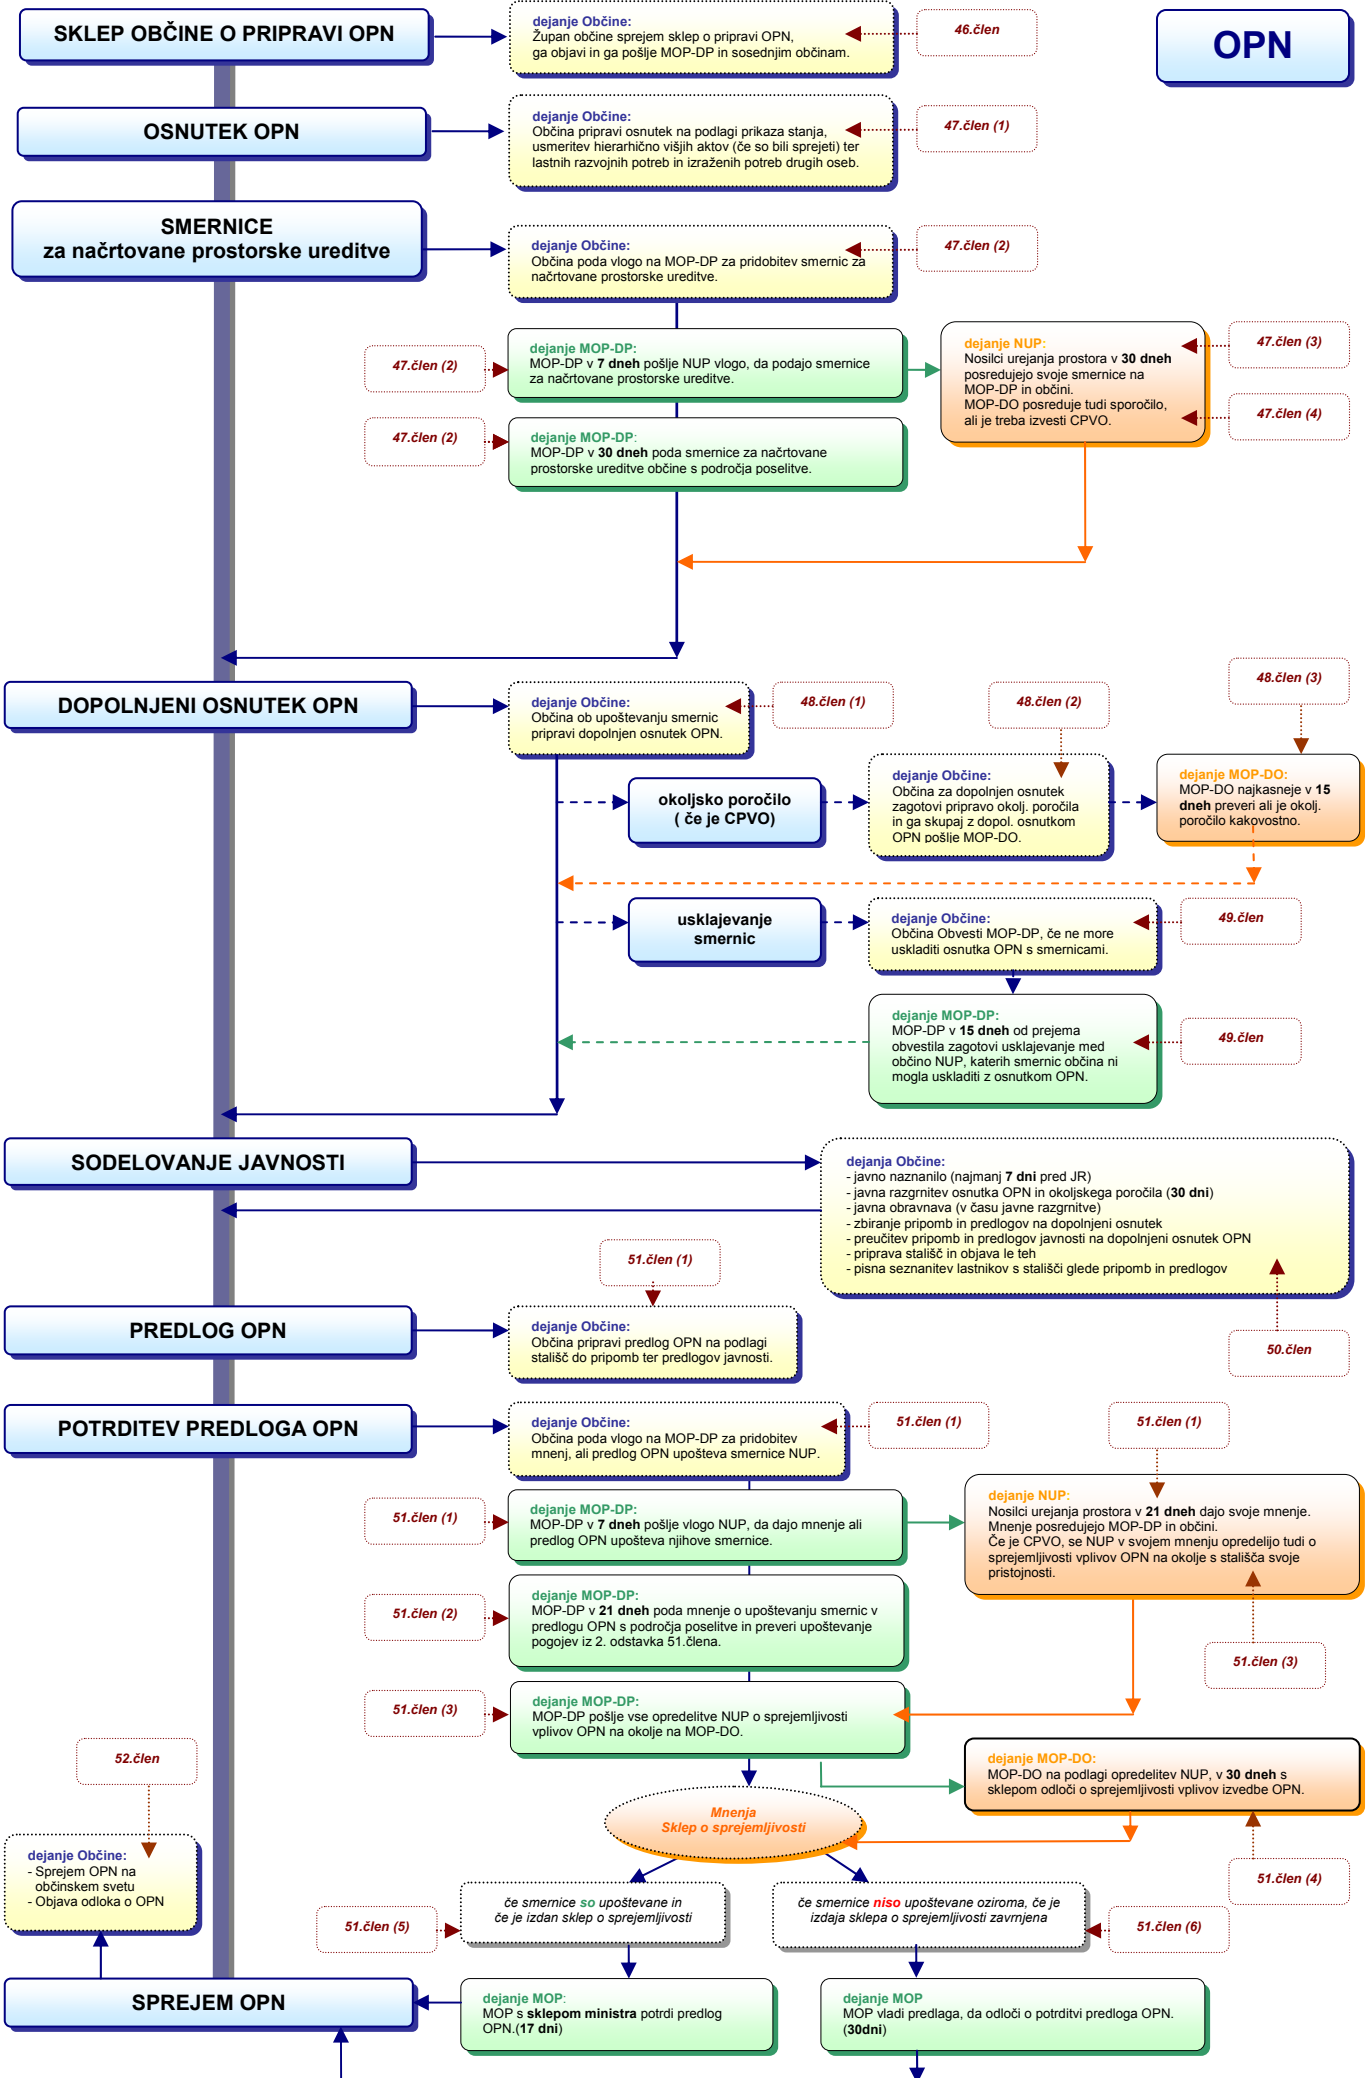 SKLEP OBČINE O PRIPRAVI OPN
dejanje Občine:
Župan občine sprejem sklep o pripravi OPN,
ga objavi in ga pošlje MOP-DP in sosednjim občinam.
46.člen
OPN
OSNUTEK OPN
dejanje Občine:
Občina pripravi osnutek na podlagi prikaza stanja,
usmeritev hierarhično višjih aktov (če so bili sprejeti) ter
lastnih razvojnih potreb in izraženih potreb drugih oseb.
47.člen (1)
SMERNICE
za načrtovane prostorske ureditve
dejanje Občine:
Občina poda vlogo na MOP-DP za pridobitev smernic za
načrtovane prostorske ureditve.
47.člen (2)
47.člen (2)
dejanje MOP-DP:
MOP-DP v 7 dneh pošlje NUP vlogo, da podajo smernice
za načrtovane prostorske ureditve.
dejanje NUP:
Nosilci urejanja prostora v 30 dneh
posredujejo svoje smernice na
MOP-DP in občini.
MOP-DO posreduje tudi sporočilo,
ali je treba izvesti CPVO.
47.člen (3)
47.člen (4)
47.člen (2)
dejanje MOP-DP:
MOP-DP v 30 dneh poda smernice za načrtovane
prostorske ureditve občine s področja poselitve.
DOPOLNJENI OSNUTEK OPN
dejanje Občine:
Občina ob upoštevanju smernic
pripravi dopolnjen osnutek OPN.
48.člen (1)
48.člen (2)
48.člen (3)
okoljsko poročilo
( če je CPVO)
dejanje Občine:
Občina za dopolnjen osnutek
zagotovi pripravo okolj. poročila
in ga skupaj z dopol. osnutkom
OPN pošlje MOP-DO.
dejanje MOP-DO:
MOP-DO najkasneje v 15
dneh preveri ali je okolj.
poročilo kakovostno.
usklajevanje
smernic
dejanje Občine:
Občina Obvesti MOP-DP, če ne more
uskladiti osnutka OPN s smernicami.
49.člen
dejanje MOP-DP:
MOP-DP v 15 dneh od prejema
obvestila zagotovi usklajevanje med
občino NUP, katerih smernic občina ni
mogla uskladiti z osnutkom OPN.
49.člen
SODELOVANJE JAVNOSTI
dejanja Občine:
- javno naznanilo (najmanj 7 dni pred JR)
- javna razgrnitev osnutka OPN in okoljskega poročila (30 dni)
- javna obravnava (v času javne razgrnitve)
- zbiranje pripomb in predlogov na dopolnjeni osnutek
- preučitev pripomb in predlogov javnosti na dopolnjeni osnutek OPN
- priprava stališč in objava le teh
- pisna seznanitev lastnikov s stališči glede pripomb in predlogov
50.člen
51.člen (1)
PREDLOG OPN
dejanje Občine:
Občina pripravi predlog OPN na podlagi
stališč do pripomb ter predlogov javnosti.
POTRDITEV PREDLOGA OPN
dejanje Občine:
Občina poda vlogo na MOP-DP za pridobitev
mnenj, ali predlog OPN upošteva smernice NUP.
51.člen (1)
51.člen (1)
51.člen (1)
dejanje MOP-DP:
MOP-DP v 7 dneh pošlje vlogo NUP, da dajo mnenje ali
predlog OPN upošteva njihove smernice.
dejanje NUP:
Nosilci urejanja prostora v 21 dneh dajo svoje mnenje.
Mnenje posredujejo MOP-DP in občini.
Če je CPVO, se NUP v svojem mnenju opredelijo tudi o
sprejemljivosti vplivov OPN na okolje s stališča svoje
pristojnosti.
51.člen (2)
dejanje MOP-DP:
MOP-DP v 21 dneh poda mnenje o upoštevanju smernic v
predlogu OPN s področja poselitve in preveri upoštevanje
pogojev iz 2. odstavka 51.člena.
51.člen (3)
51.člen (3)
dejanje MOP-DP:
MOP-DP pošlje vse opredelitve NUP o sprejemljivosti
vplivov OPN na okolje na MOP-DO.
dejanje MOP-DO:
MOP-DO na podlagi opredelitev NUP, v 30 dneh s
sklepom odloči o sprejemljivosti vplivov izvedbe OPN.
51.člen (4)
Mnenja
Sklep o sprejemljivosti
52.člen
dejanje Občine:
- Sprejem OPN na
občinskem svetu
- Objava odloka o OPN
51.člen (5)
če smernice so upoštevane in
če je izdan sklep o sprejemljivosti
če smernice niso upoštevane oziroma, če je
izdaja sklepa o sprejemljivosti zavrnjena
51.člen (6)
SPREJEM OPN
dejanje MOP:
MOP s sklepom ministra potrdi predlog
OPN.(17 dni)
dejanje MOP
MOP vladi predlaga, da odloči o potrditvi predloga OPN.
(30dni)